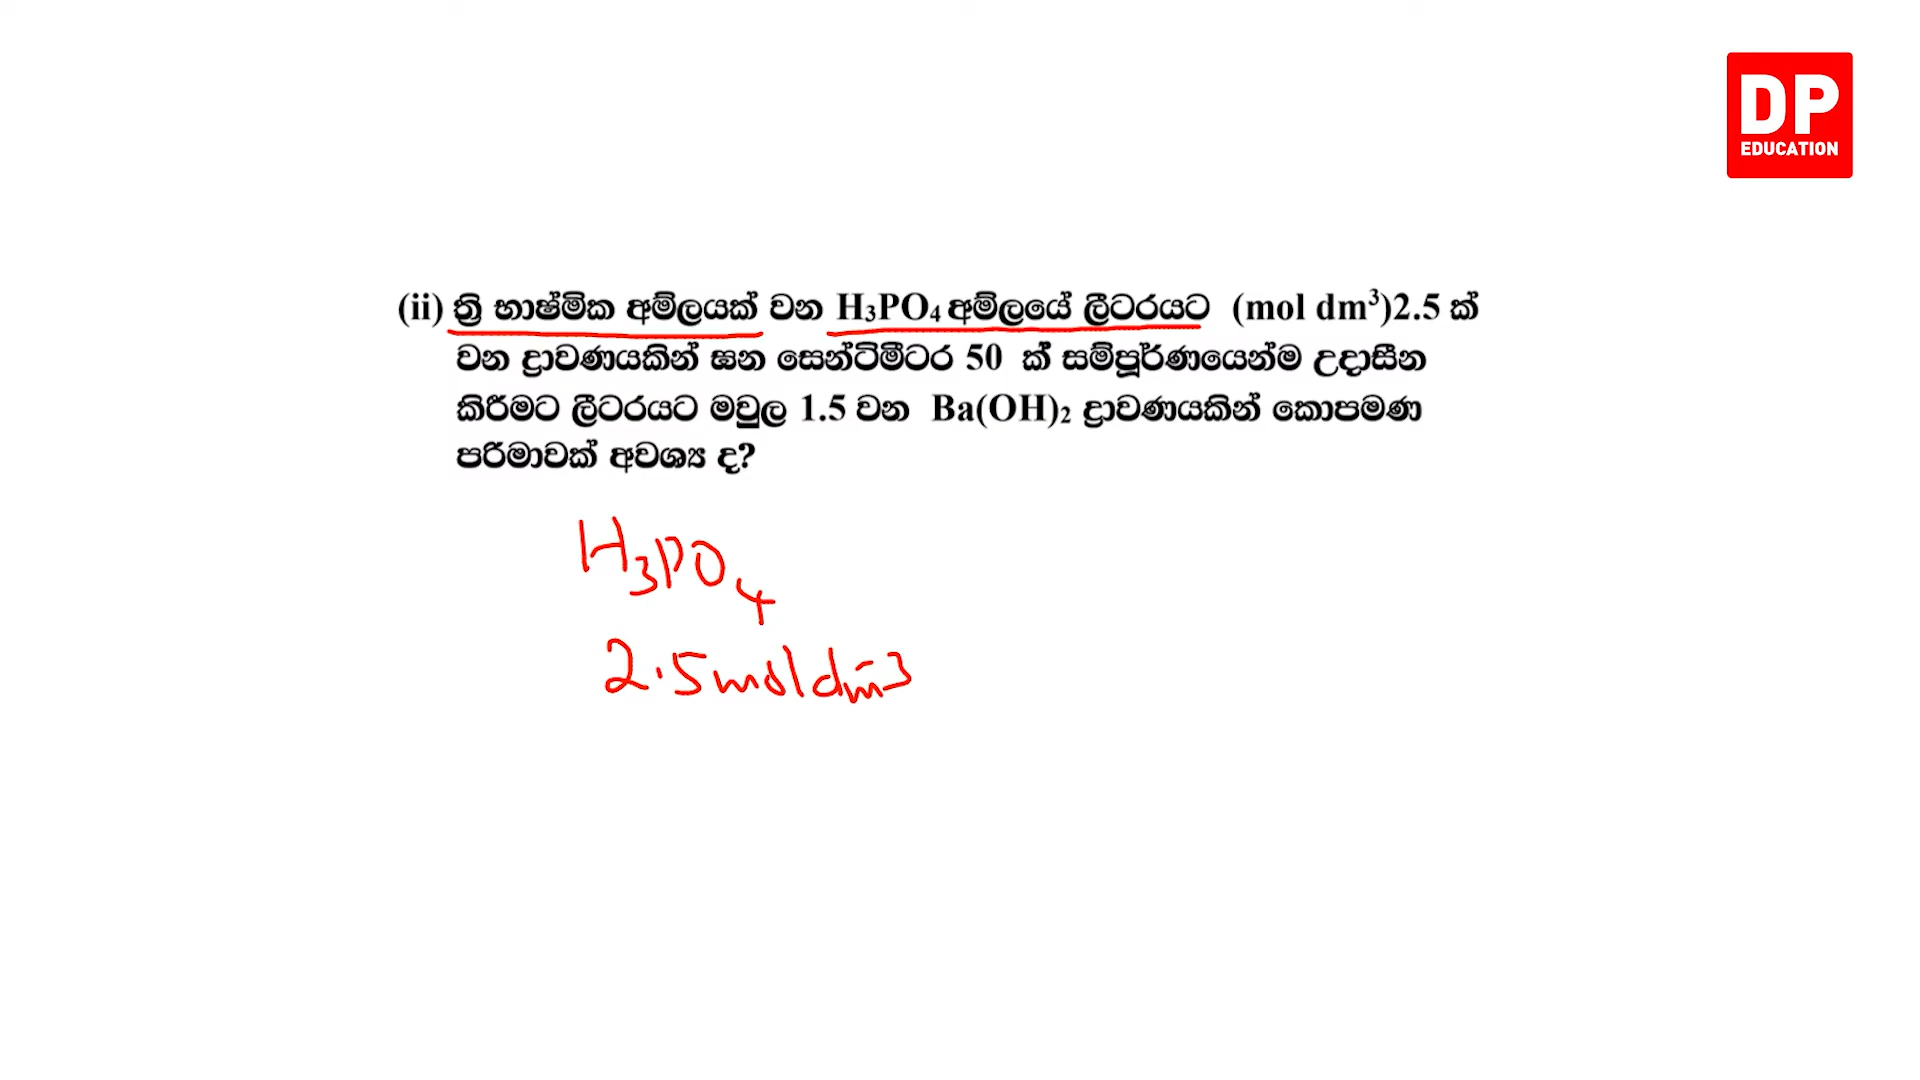 DP
EDUCATION
(ii) ත්‍රි භාෂ්මික අම්ලයක් වන H₃PO₄ අම්ලයේ ලීටරයට (mol dm³)2.5 ක්
වන ද්‍රාවණයකින් ඝන සෙන්ටිමීටර 50 ක් සම්පූර්ණයෙන්ම උදාසීන
කිරීමට ලීටරයට මවුල 1.5 වන Ba(OH)₂ ද්‍රාවණයකින් කොපමණ
පරිමාවක් අවශ්‍ය ද?
H₃PO₄
2.5 mol dm⁻³